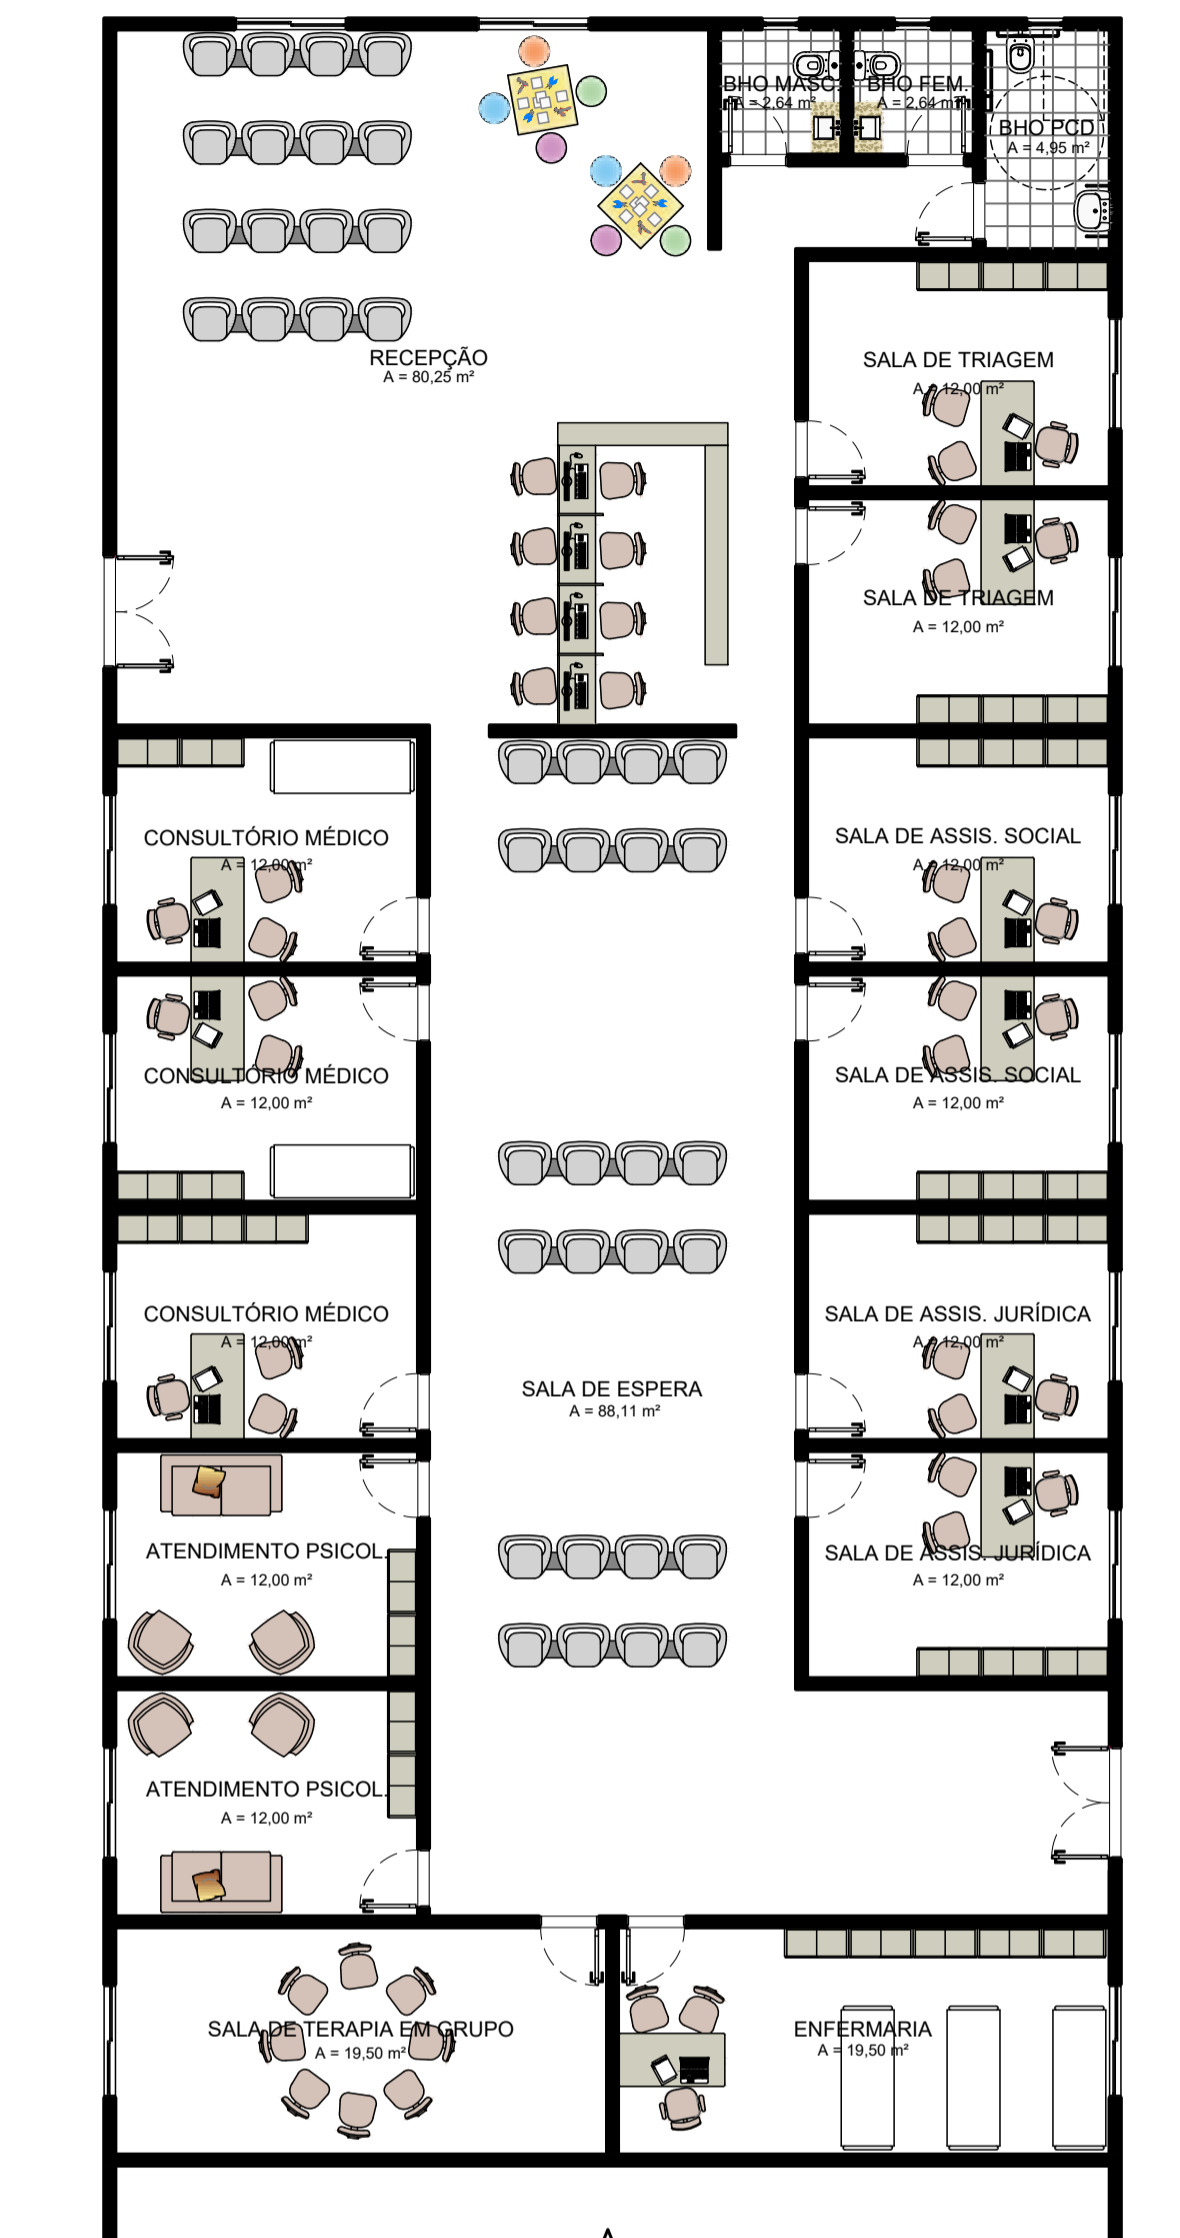 BHO MASC.
A = 2,64 m²
BHO FEM.
A = 2,64 m²
BHO PCD
A = 4,95 m²
RECEPÇÃO
A = 80,25 m²
SALA DE TRIAGEM
A = 12,00 m²
SALA DE TRIAGEM
A = 12,00 m²
CONSULTÓRIO MÉDICO
A = 12,00 m²
SALA DE ASSIS. SOCIAL
A = 12,00 m²
CONSULTÓRIO MÉDICO
A = 12,00 m²
SALA DE ASSIS. SOCIAL
A = 12,00 m²
CONSULTÓRIO MÉDICO
A = 12,00 m²
SALA DE ASSIS. JURÍDICA
A = 12,00 m²
SALA DE ESPERA
A = 88,11 m²
ATENDIMENTO PSICOL.
A = 12,00 m²
SALA DE ASSIS. JURÍDICA
A = 12,00 m²
ATENDIMENTO PSICOL.
A = 12,00 m²
SALA DE TERAPIA EM GRUPO
A = 19,50 m²
ENFERMARIA
A = 19,50 m²